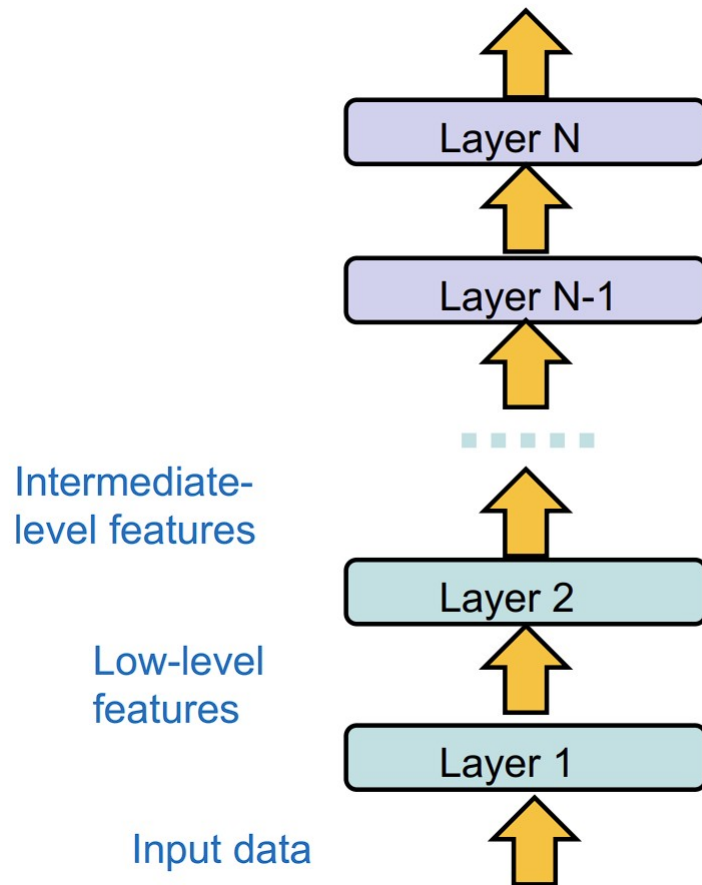 Layer N
Layer N-1
Intermediate-
level features
Layer 2
Low-level
features
Layer 1
Input data